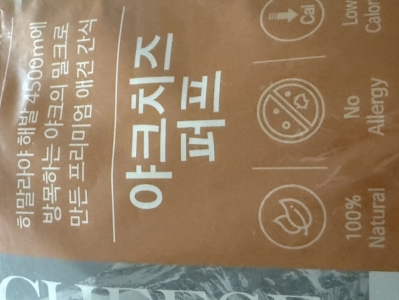 히말라야 해발 4500m에
방목하는 야크의 밀크로
만든 프리미엄 애견 간식
야크치즈
퍼프
100%
Natural
No
Allergy
Cal
Low
Calor
CHEESE